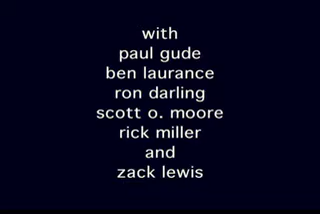 with
paul gude
ben laurance
ron darling
scott o. moore
rick miller
and
zack lewis